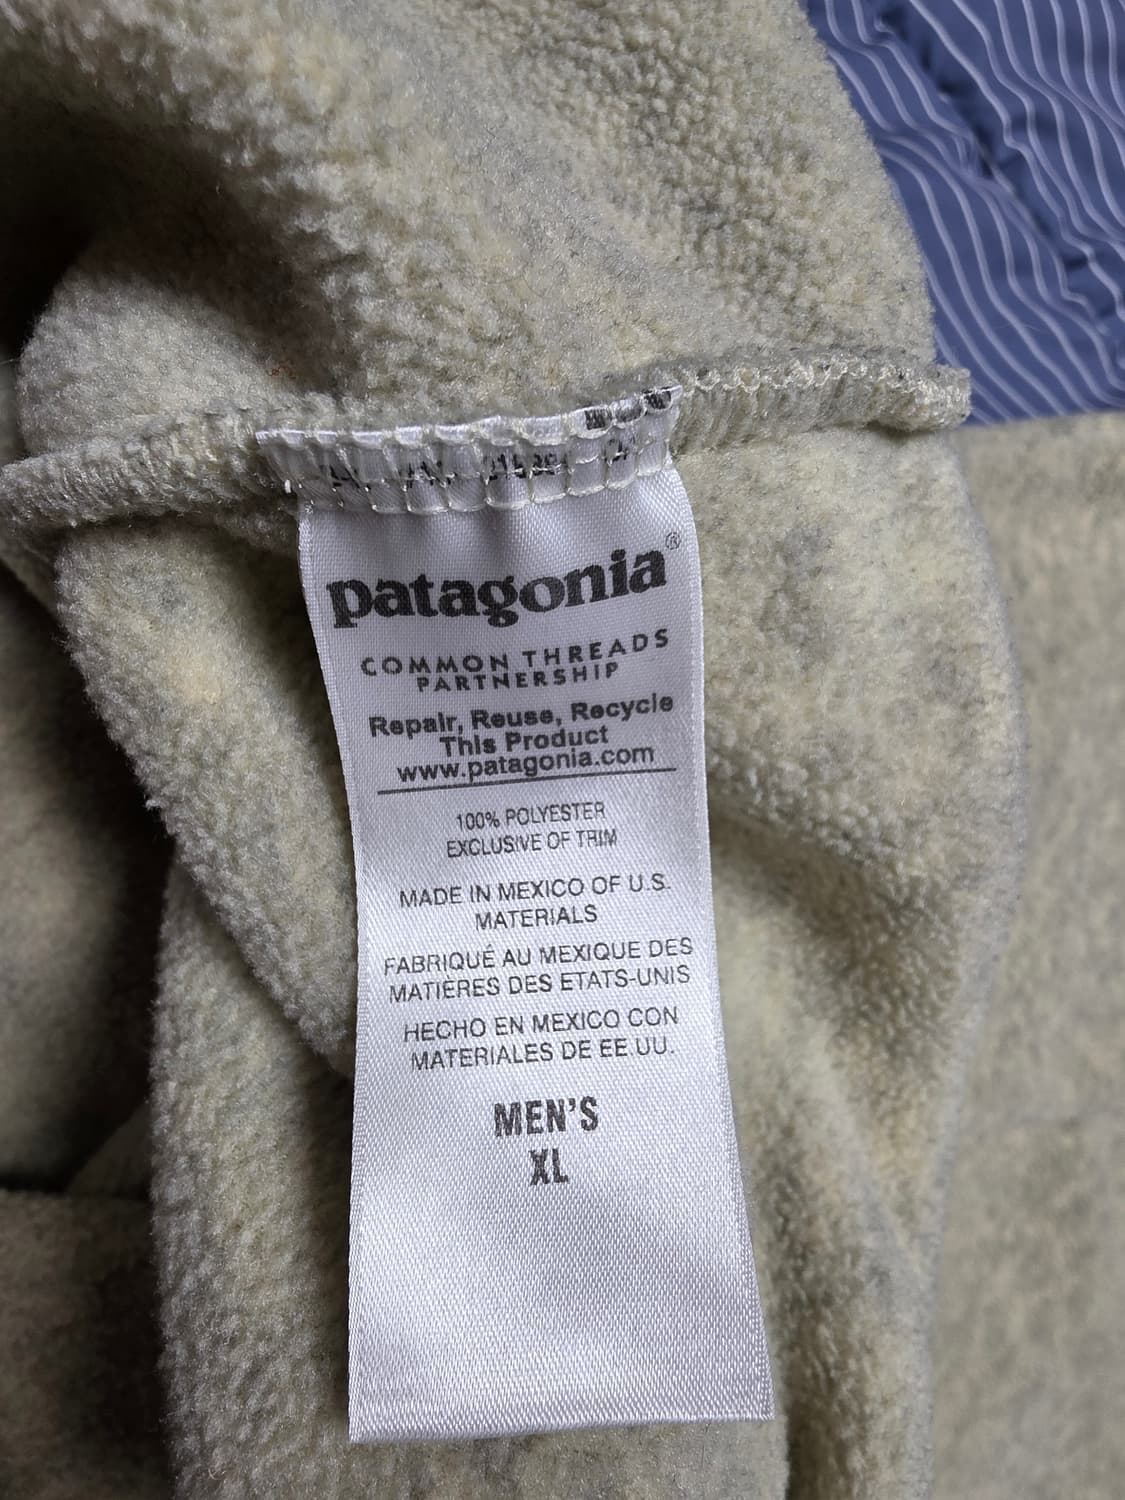 patagonia®
COMMON THREADS
PARTNERSHIP
Repair, Reuse, Recycle
This Product
www.patagonia.com
100% POLYESTER
EXCLUSIVE OF TRIM
MADE IN MEXICO OF U.S.
MATERIALS
FABRIQUÉ AU MEXIQUE DES
MATIERES DES ETATS-UNIS
HECHO EN MEXICO CON
MATERIALES DE EE.UU.
MEN'S
XL